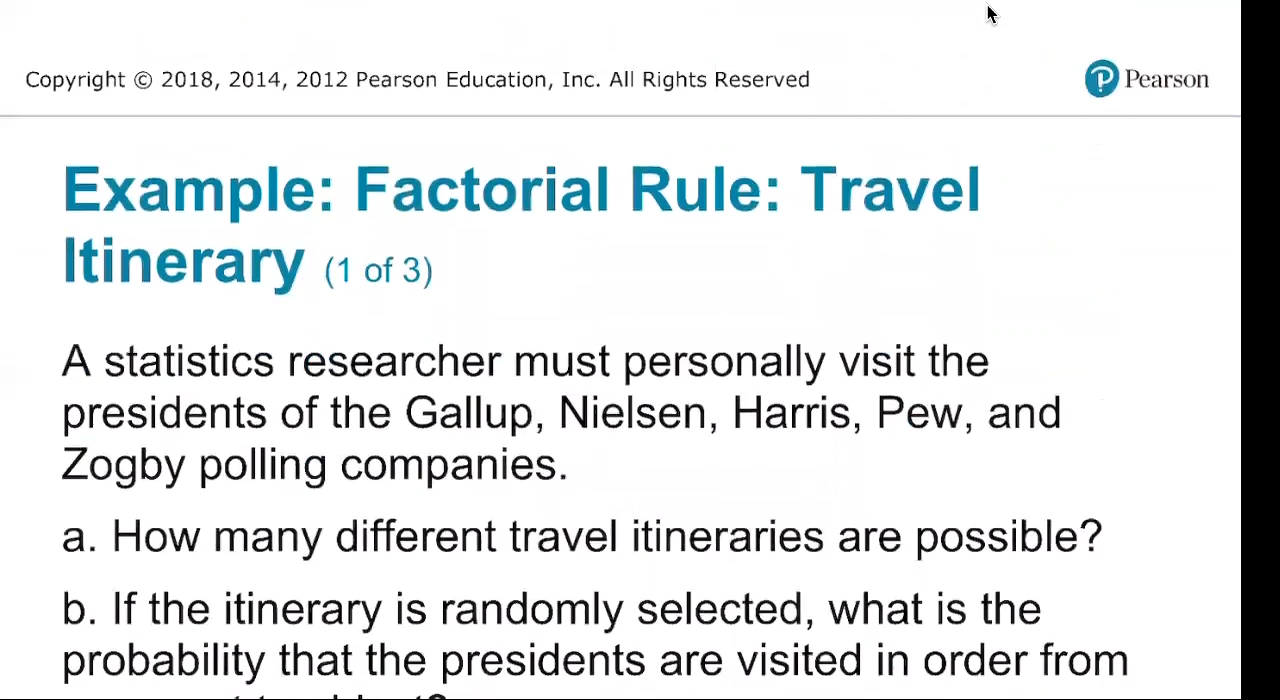 Copyright © 2018, 2014, 2012 Pearson Education, Inc. All Rights Reserved
Pearson
Example: Factorial Rule: Travel
Itinerary (1 of 3)
A statistics researcher must personally visit the
presidents of the Gallup, Nielsen, Harris, Pew, and
Zogby polling companies.
a. How many different travel itineraries are possible?
b. If the itinerary is randomly selected, what is the
probability that the presidents are visited in order from